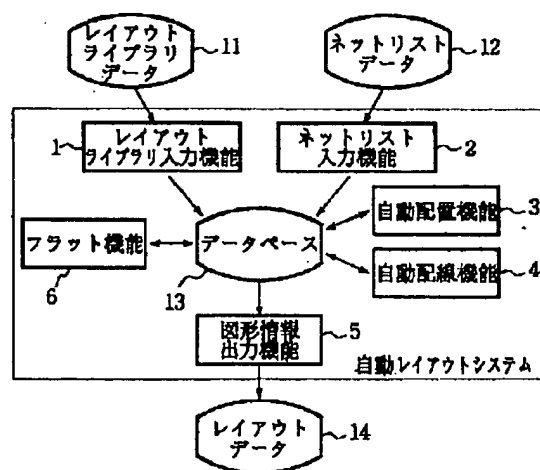 レイアウト
ライブラリ
データ
11
ネットリスト
データ
12
1
レイアウト
ライブラリ入力機能
ネットリスト
入力機能
2
フラット機能
6
データベース
13
自動配置機能
3
自動配線機能
4
図形情報
出力機能
5
自動レイアウトシステム
レイアウト
データ
14